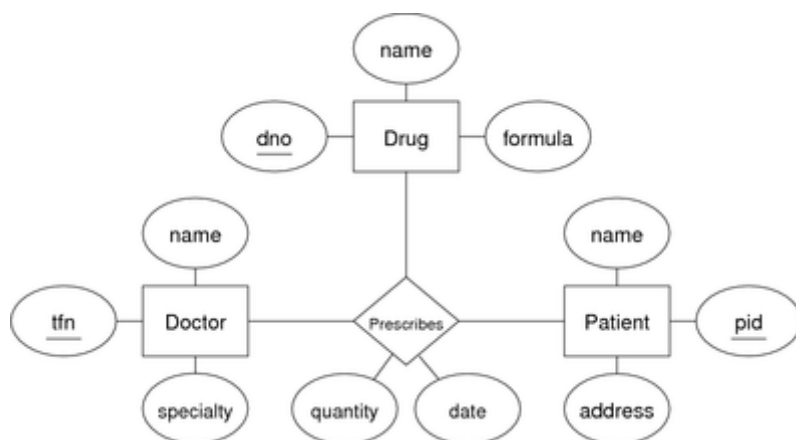 name
dno
Drug
formula
name
name
tfn
Doctor
Prescribes
Patient
pid
specialty
quantity
date
address